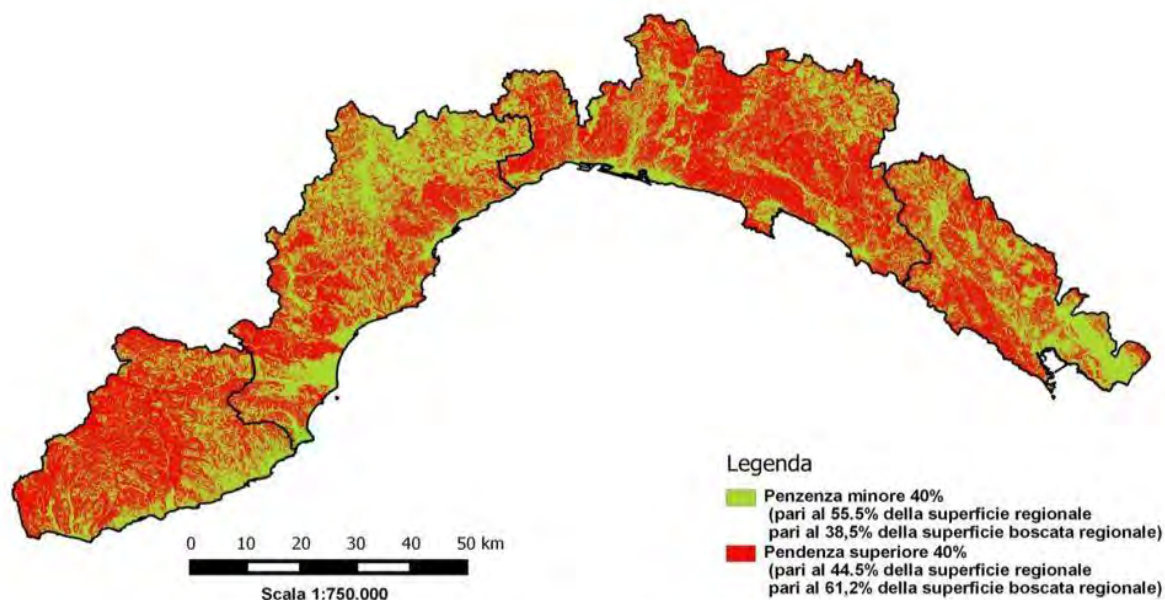 Legenda
Penzenza minore 40%
(pari al 55.5% della superficie regionale
pari al 38,5% della superficie boscata regionale)
Pendenza superiore 40%
(pari al 44.5% della superficie regionale
pari al 61,2% della superficie boscata regionale)
0 10 20 30 40 50 km
Scala 1:750.000